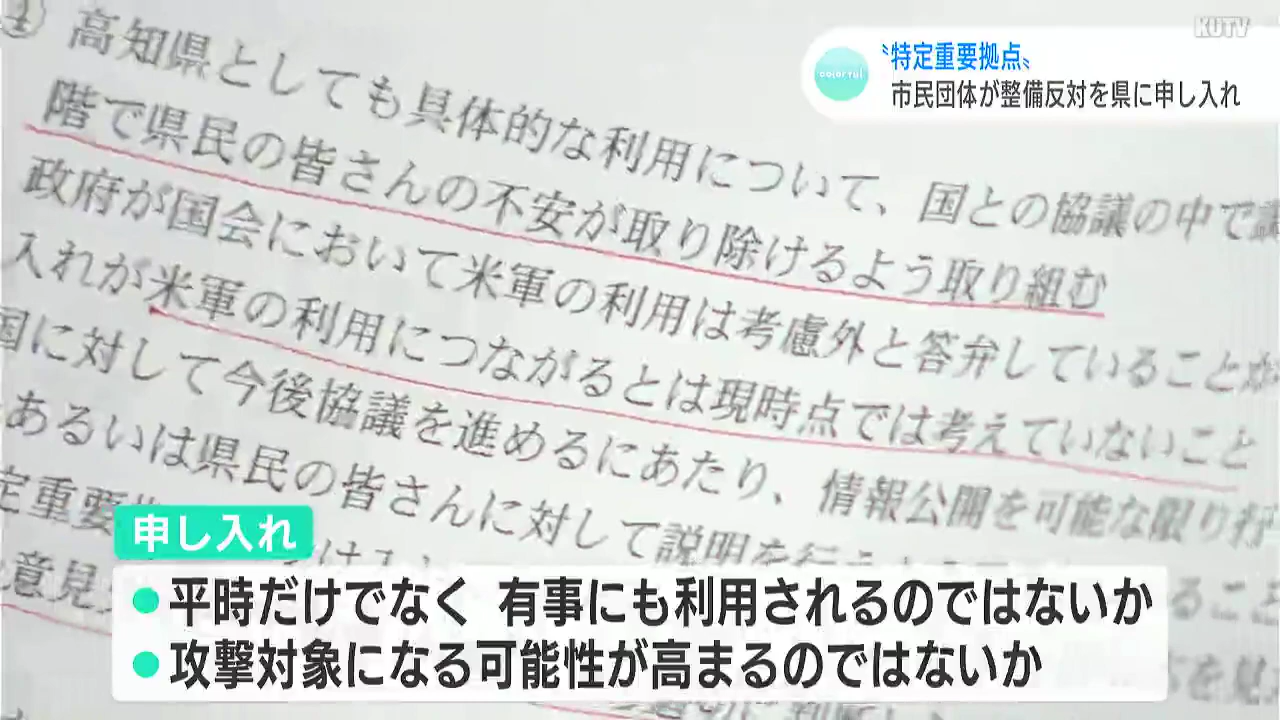 KUTV
colorful
〝特定重要拠点〟
市民団体が整備反対を県に申し入れ
高知県としても具体的な利用について、国との協議の中で
階で県民の皆さんの不安が取り除けるよう取り組む
政府が国会において米軍の利用は考慮外と答弁していることか
入れが米軍の利用につながるとは現時点では考えていないこと
国に対して今後協議を進めるにあたり、情報公開を可能な限り行
あるいは県民の皆さんに対して説明を行う
定重要
意見
申し入れ
● 平時だけでなく 有事にも利用されるのではないか
● 攻撃対象になる可能性が高まるのではないか